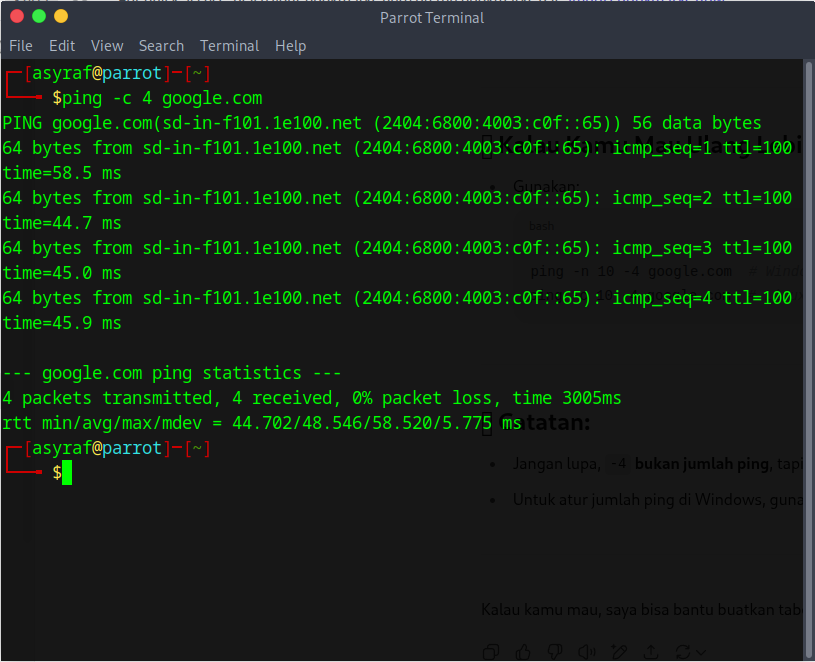 Parrot Terminal
File Edit View Search Terminal Help
[asyraf@parrot]-[~]
$ping -c 4 google.com
PING google.com(sd-in-f101.1e100.net (2404:6800:4003:c0f::65)) 56 data bytes
64 bytes from sd-in-f101.1e100.net (2404:6800:4003:c0f::65): icmp_seq=1 ttl=100
time=58.5 ms
64 bytes from sd-in-f101.1e100.net (2404:6800:4003:c0f::65): icmp_seq=2 ttl=100
time=44.7 ms
64 bytes from sd-in-f101.1e100.net (2404:6800:4003:c0f::65): icmp_seq=3 ttl=100
time=45.0 ms
64 bytes from sd-in-f101.1e100.net (2404:6800:4003:c0f::65): icmp_seq=4 ttl=100
time=45.9 ms
--- google.com ping statistics ---
4 packets transmitted, 4 received, 0% packet loss, time 3005ms
rtt min/avg/max/mdev = 44.702/48.546/58.520/5.775 ms
[asyraf@parrot]-[~]
$
Gunakan:
bash
ping -n 10 -4 google.com
Catatan:
Jangan lupa, -4 bukan jumlah ping, tapi
Untuk atur jumlah ping di Windows, guna
Kalau kamu mau, saya bisa bantu buatkan tab